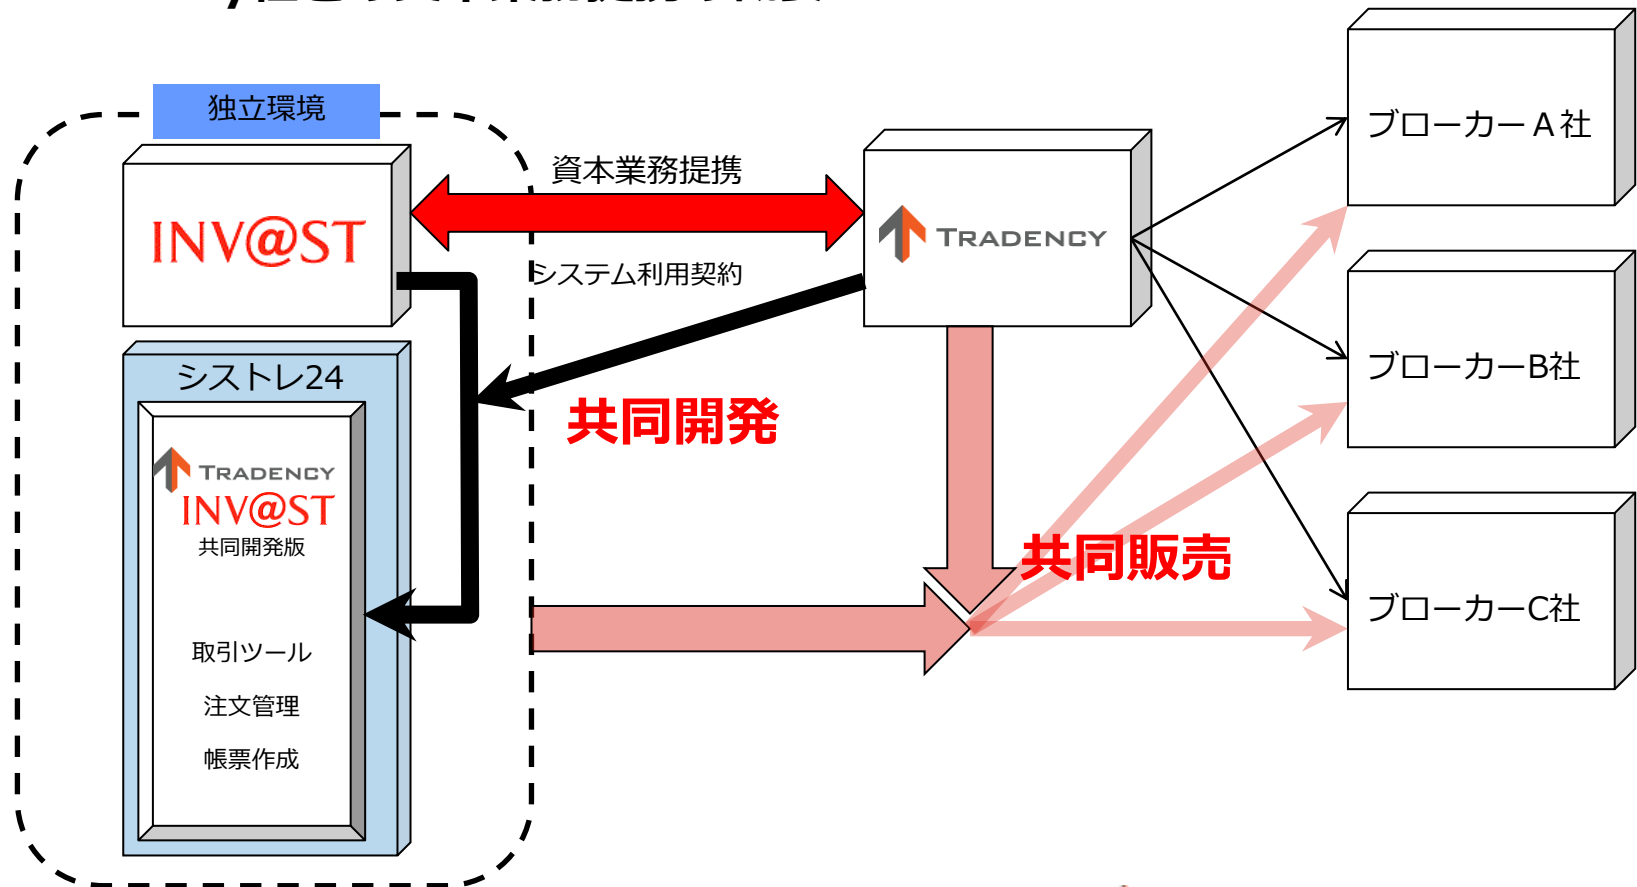 独立環境
INV@ST
資本業務提携
システム利用契約
TRADENCY
ブローカーA社
ブローカーB社
ブローカーC社
共同開発
共同販売
シストレ24
TRADENCY
INV@ST
共同開発版
取引ツール
注文管理
帳票作成